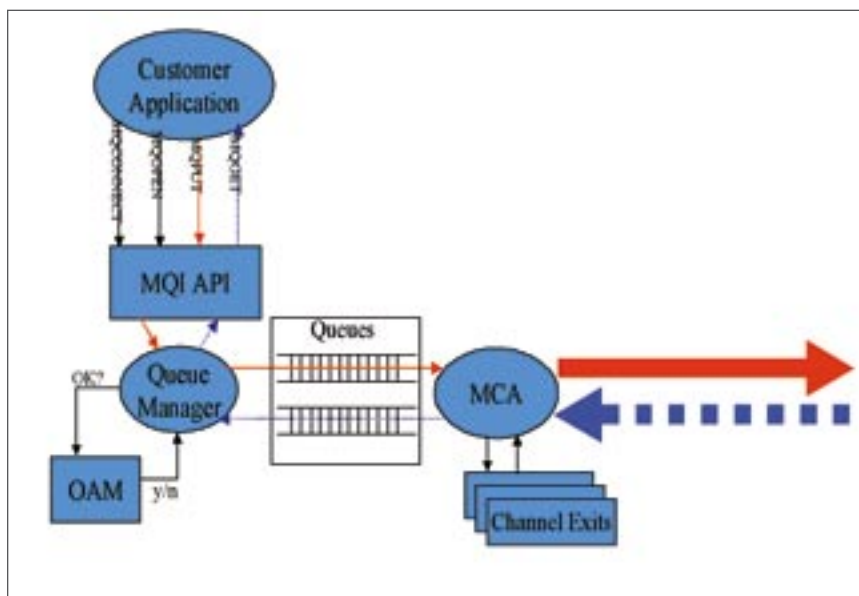 Customer
Application
MQCONNECT
MQOPEN
MQPUT
MQGET
MQI API
Queues
OK?
Queue
Manager
MCA
OAM
y/n
Channel Exits